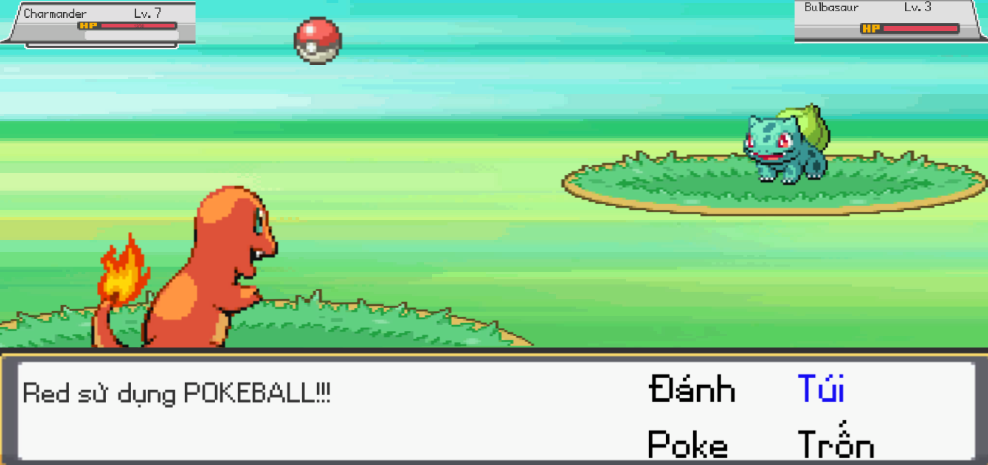 Charmander Lv. 7
HP
Bulbasaur Lv. 3
HP
Red sử dụng POKEBALL!!!
Đánh Túi
Poke Trốn